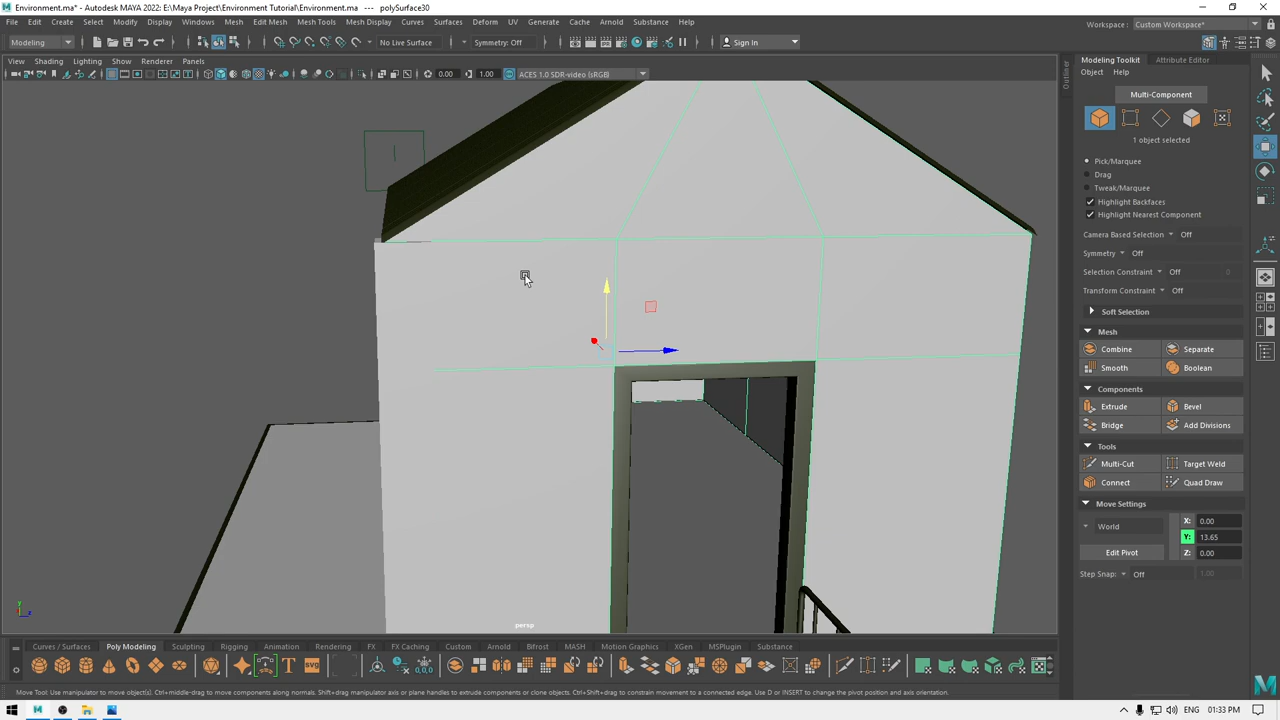 Environment.ma* - Autodesk MAYA 2022: E:\Maya Project\Environment Tutorial\Environment.ma --- polySurface30
File Edit Create Select Modify Display Windows Mesh Edit Mesh Mesh Tools Mesh Display Curves Surfaces Deform UV Generate Cache Arnold Substance Help
Workspace : Custom Workspace*
Modeling No Live Surface Symmetry: Off Sign In
View Shading Lighting Show Renderer Panels
0.00 1.00 ACES 1.0 SDR-video (sRGB)
Outliner
persp
Modeling Toolkit Attribute Editor
Object Help
Multi-Component
1 object selected
Pick/Marquee
Drag
Tweak/Marquee
Highlight Backfaces
Highlight Nearest Component
Camera Based Selection Off
Symmetry Off
Selection Constraint Off 0
Transform Constraint Off
Soft Selection
Mesh
Combine Separate
Smooth Boolean
Components
Extrude Bevel
Bridge Add Divisions
Tools
Multi-Cut Target Weld
Connect Quad Draw
Move Settings
World
X: 0.00
Y: 13.65
Edit Pivot
Z: 0.00
Step Snap: Off 1.00
Curves / Surfaces Poly Modeling Sculpting Rigging Animation Rendering FX FX Caching Custom Arnold Bifrost MASH Motion Graphics XGen MSPlugin Substance
SVG
Move Tool: Use manipulator to move object(s). Ctrl+middle-drag to move components along normals. Shift+drag manipulator axis or plane handles to extrude components or clone objects. Ctrl+Shift+drag to constrain movement to a connected edge. Use D or INSERT to change the pivot position and axis orientation.
ENG 01:33 PM